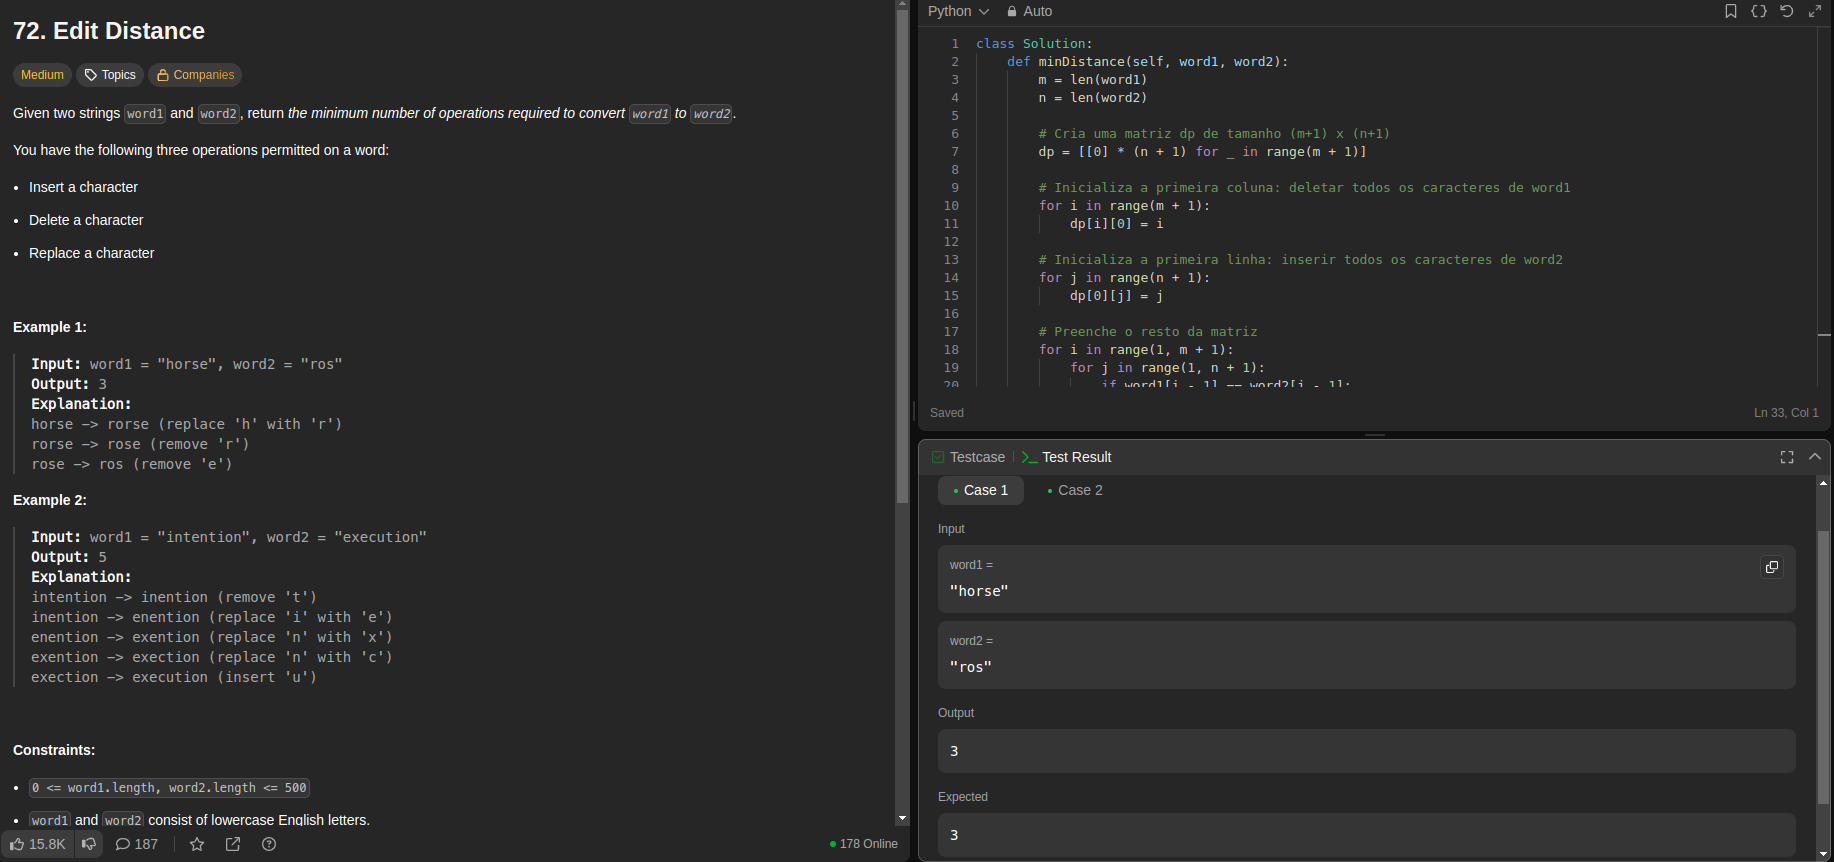 72. Edit Distance
Medium Topics Companies
Given two strings word1 and word2, return the minimum number of operations required to convert word1 to word2.
You have the following three operations permitted on a word:
• Insert a character
• Delete a character
• Replace a character
Example 1:
Input: word1 = "horse", word2 = "ros"
Output: 3
Explanation:
horse -> rorse (replace 'h' with 'r')
rorse -> rose (remove 'r')
rose -> ros (remove 'e')
Example 2:
Input: word1 = "intention", word2 = "execution"
Output: 5
Explanation:
intention -> inention (remove 't')
inention -> enention (replace 'i' with 'e')
enention -> exention (replace 'n' with 'x')
exention -> exection (replace 'n' with 'c')
exection -> execution (insert 'u')
Constraints:
• 0 <= word1.length, word2.length <= 500
• word1 and word2 consist of lowercase English letters.
15.8K 187 178 Online
Python Auto
1 class Solution:
2 def minDistance(self, word1, word2):
3 m = len(word1)
4 n = len(word2)
5
6 # Cria uma matriz dp de tamanho (m+1) x (n+1)
7 dp = [[0] * (n + 1) for _ in range(m + 1)]
8
9 # Inicializa a primeira coluna: deletar todos os caracteres de word1
10 for i in range(m + 1):
11 dp[i][0] = i
12
13 # Inicializa a primeira linha: inserir todos os caracteres de word2
14 for j in range(n + 1):
15 dp[0][j] = j
16
17 # Preenche o resto da matriz
18 for i in range(1, m + 1):
19 for j in range(1, n + 1):
20 if word1[i - 1] == word2[j - 1]:
Saved Ln 33, Col 1
Testcase Test Result
Case 1 Case 2
Input
word1 =
"horse"
word2 =
"ros"
Output
3
Expected
3